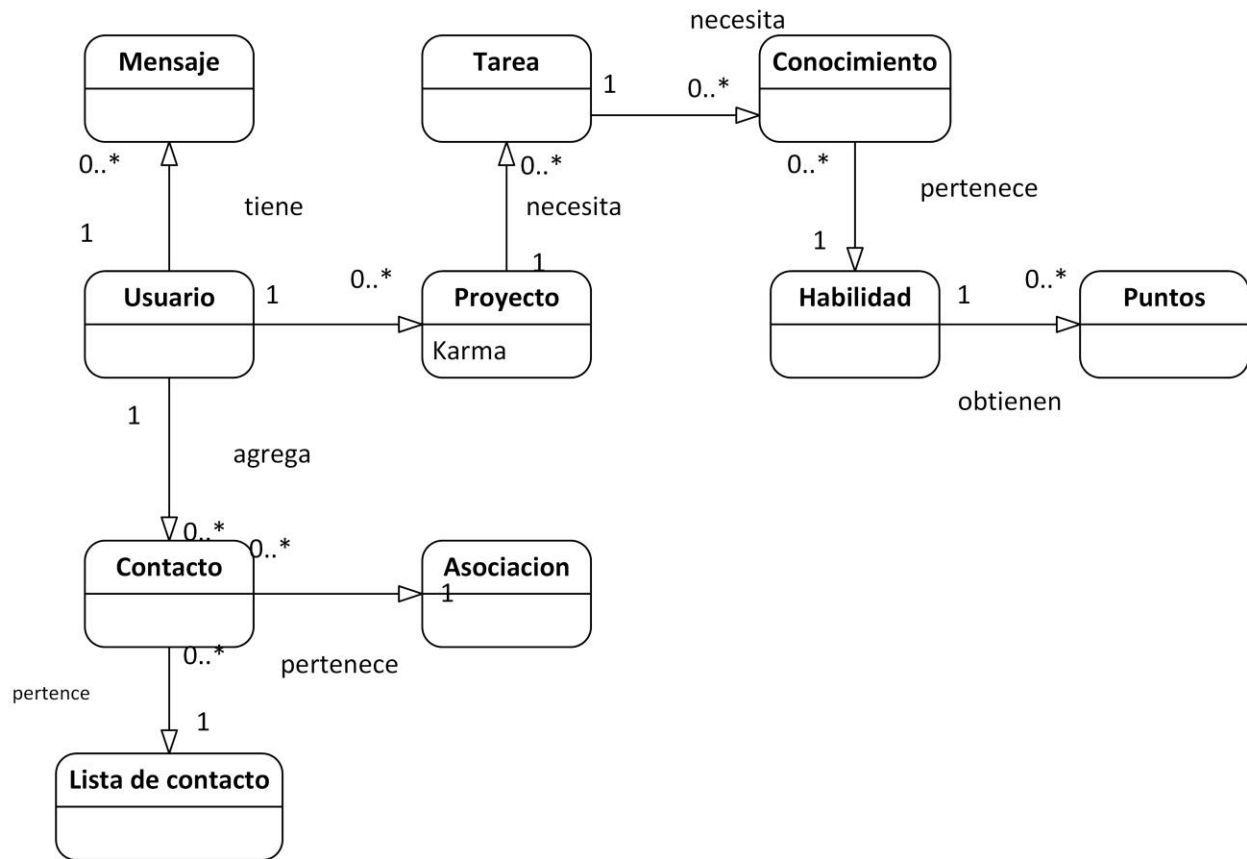 necesita
Mensaje
Tarea
Conocimiento
1
0..*
0..*
0..*
0..*
tiene
necesita
pertenece
1
1
1
0..*
1
0..*
1
0..*
Usuario
Proyecto
Habilidad
Puntos
Karma
1
obtienen
agrega
0..*
0..*
Contacto
Asociacion
1
0..*
pertenece
pertence
1
Lista de contacto